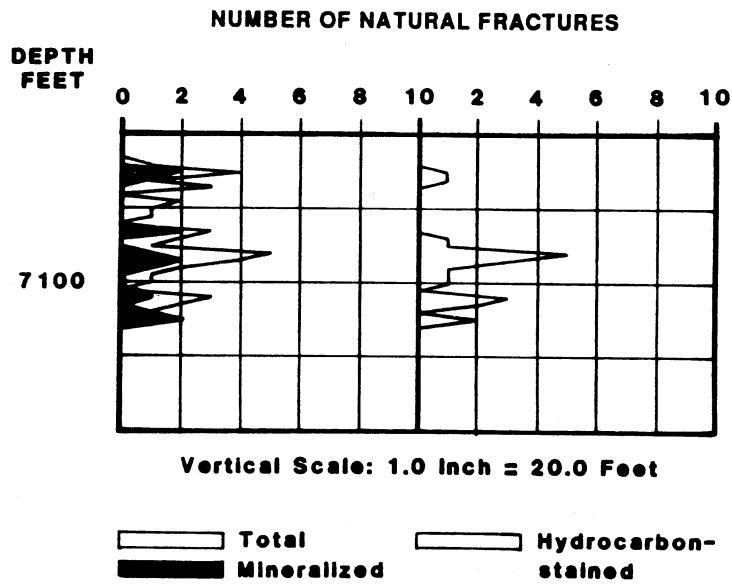 NUMBER OF NATURAL FRACTURES
DEPTH
FEET
0 2 4 6 8 10 2 4 6 8 10
7100
Vertical Scale: 1.0 Inch = 20.0 Feet
Total
Mineralized
Hydrocarbon-
stained